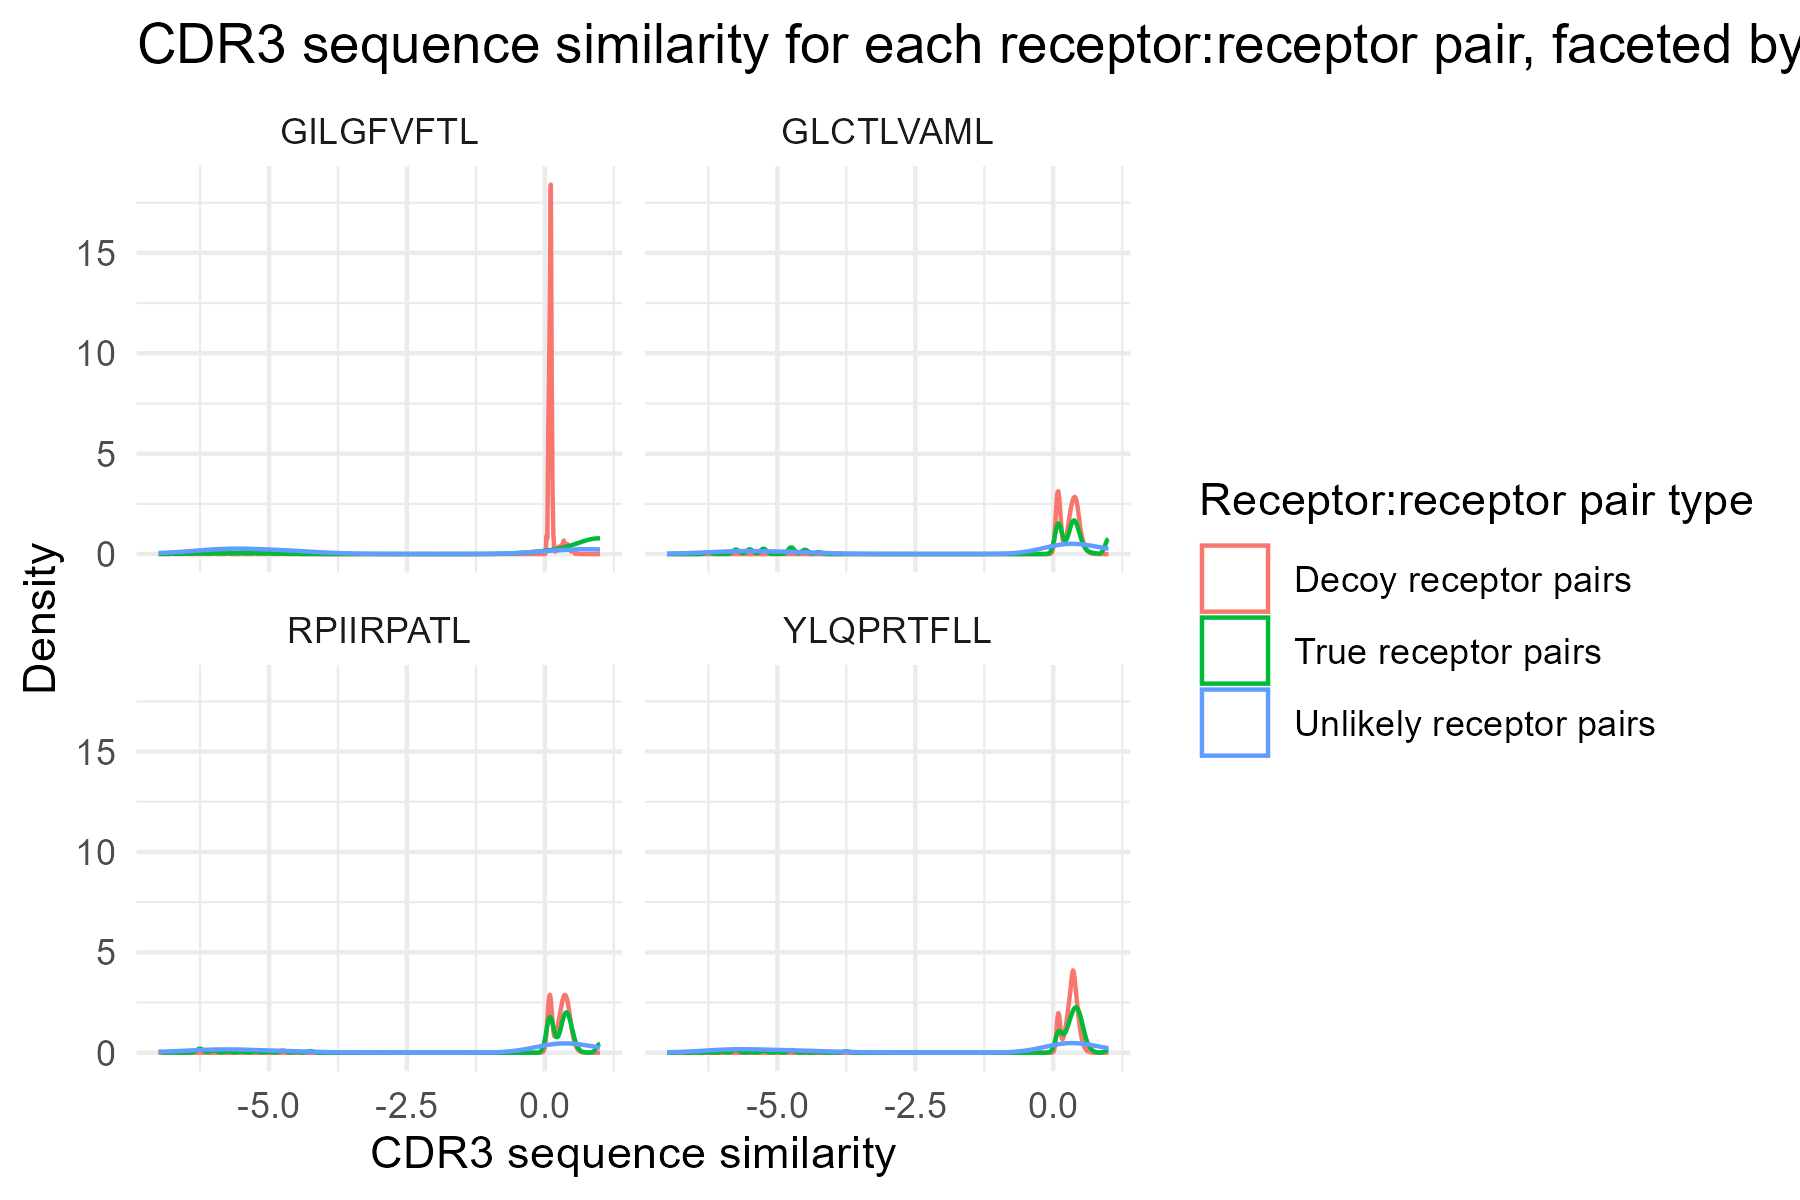 CDR3 sequence similarity for each receptor:receptor pair, faceted by
GILGFVFTL
GLCTLVAML
15
10
5
0
RPIIRPATL
YLQPRTFLL
15
10
5
0
-5.0
-2.5
0.0
-5.0
-2.5
0.0
CDR3 sequence similarity
Density
Receptor:receptor pair type
Decoy receptor pairs
True receptor pairs
Unlikely receptor pairs